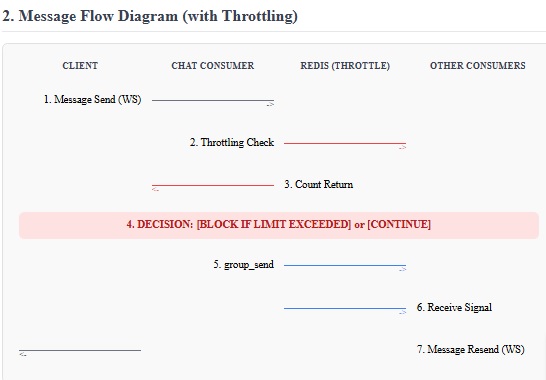 2. Message Flow Diagram (with Throttling)
CLIENT CHAT CONSUMER REDIS (THROTTLE) OTHER CONSUMERS
1. Message Send (WS)
2. Throttling Check
3. Count Return
4. DECISION: [BLOCK IF LIMIT EXCEEDED] or [CONTINUE]
5. group_send
6. Receive Signal
7. Message Resend (WS)